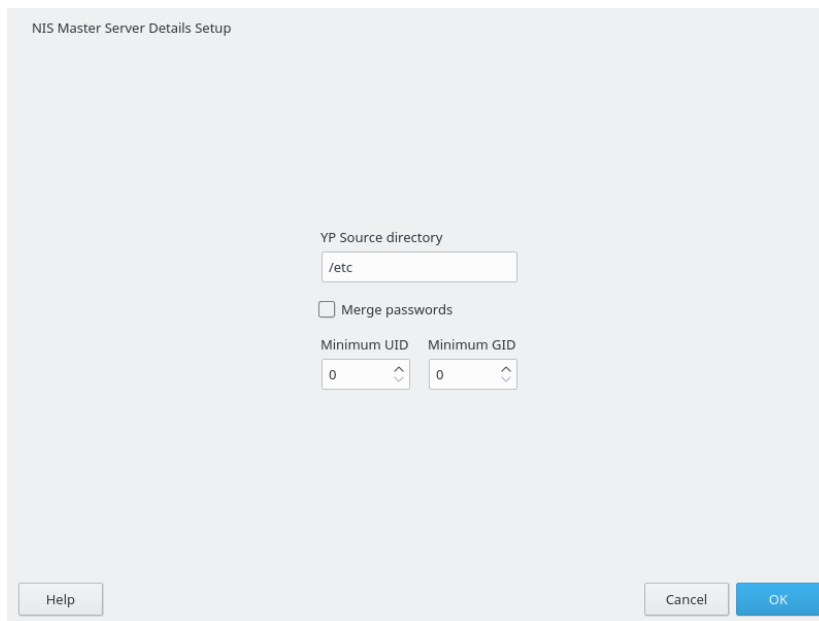 NIS Master Server Details Setup
YP Source directory
/etc
Merge passwords
Minimum UID Minimum GID
0 0
Help Cancel OK